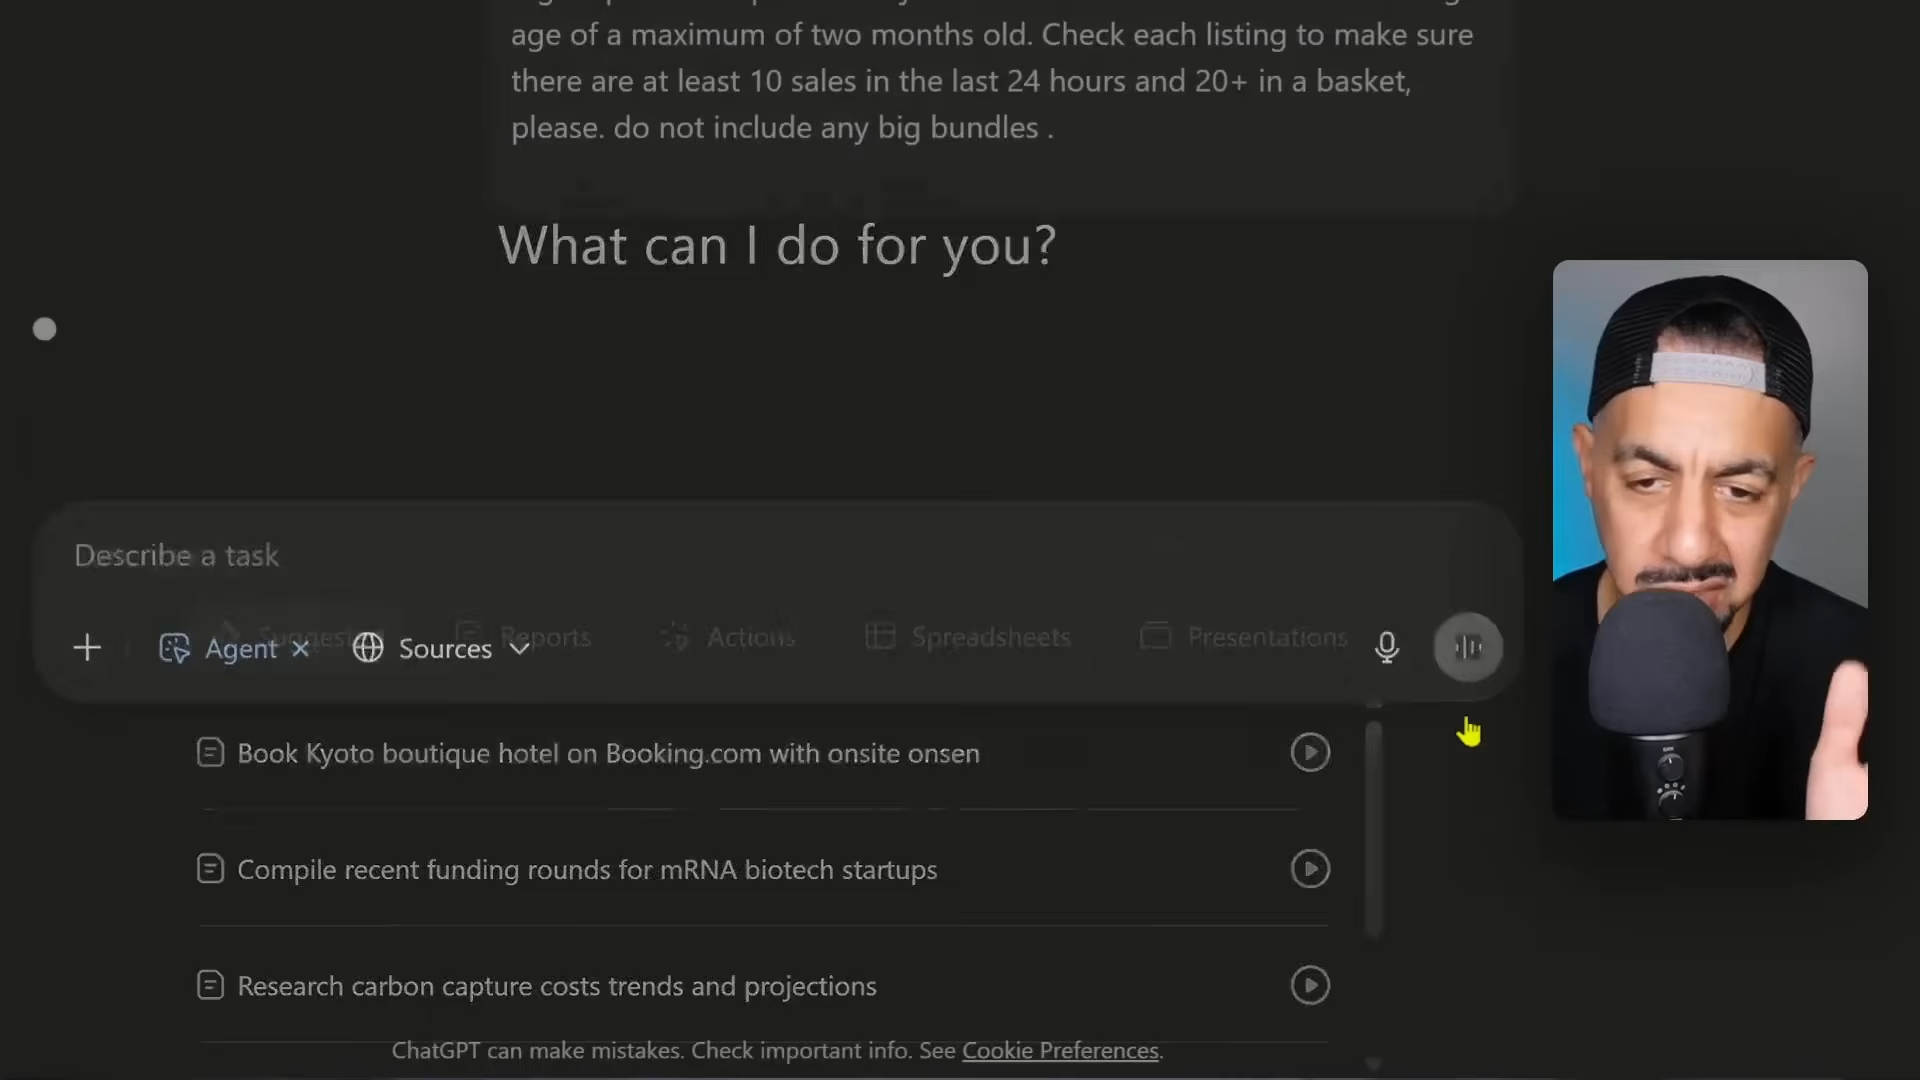 age of a maximum of two months old. Check each listing to make sure
there are at least 10 sales in the last 24 hours and 20+ in a basket,
please. do not include any big bundles .
What can I do for you?
Describe a task
Reports
Actions
Spreadsheets
Presentations
Agent
Sources
Book Kyoto boutique hotel on Booking.com with onsite onsen
Compile recent funding rounds for mRNA biotech startups
Research carbon capture costs trends and projections
ChatGPT can make mistakes. Check important info. See Cookie Preferences.